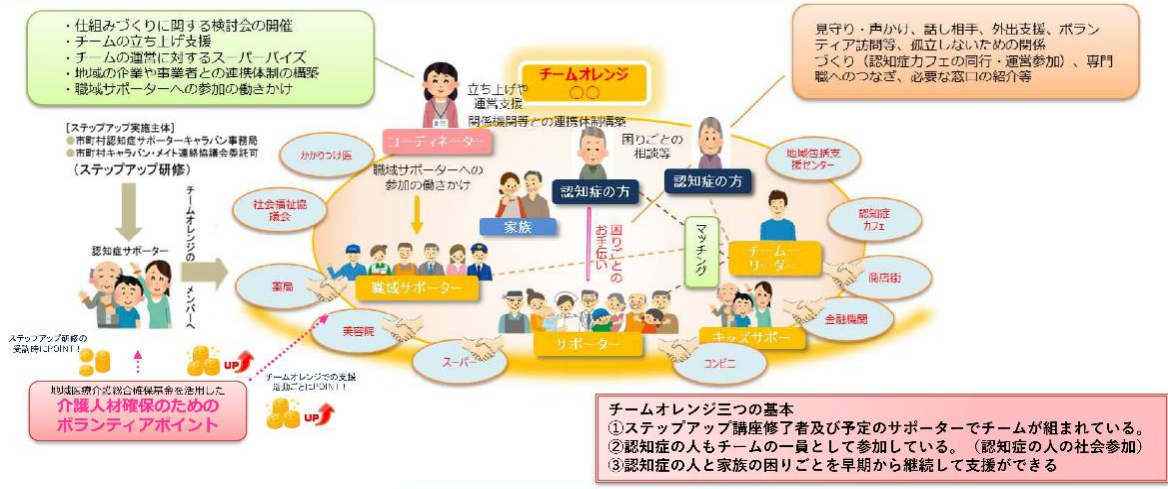 ・仕組みづくりに関する検討会の開催
・チームの立ち上げ支援
・チームの運営に対するスーパーバイズ
・地域の企業や事業者との連携体制の構築
・職域サポーターへの参加の働きかけ
チームオレンジ
○○
見守り・声かけ、話し相手、外出支援、ボラン
ティア訪問等、孤立しないための関係
づくり（認知症カフェの同行・運営参加）、専門
職へのつなぎ、必要な窓口の紹介等
立ち上げや
運営支援
関係機関等との連携体制構築
コーディネーター
困りごとの
相談等
[ステップアップ実施主体]
●市町村認知症サポーターキャラバン事務局
●市町村キャラバン・メイト連絡協議会委託可
（ステップアップ研修）
かかりつけ医
地域包括支
援センター
職域サポーターへの
参加の働きかけ
認知症の方
認知症の方
家族
社会福祉協
議会
認知症
カフェ
チームオレンジの
メンバーへ
認知症サポーター
困りごとの
お手伝い
マッチング
チームー
リーダー
薬局
職域サポーター
商店街
美容院
サポーター
キッズサポー
金融機関
スーパー
コンビニ
ステップアップ研修の
受講時にPOINT！
UP
チームオレンジでの支援
活動ごとにPOINT！
UP
地域医療介護総合確保基金を活用した
介護人材確保のための
ボランティアポイント
チームオレンジ三つの基本
①ステップアップ講座修了者及び予定のサポーターでチームが組まれている。
②認知症の人もチームの一員として参加している。（認知症の人の社会参加）
③認知症の人と家族の困りごとを早期から継続して支援ができる